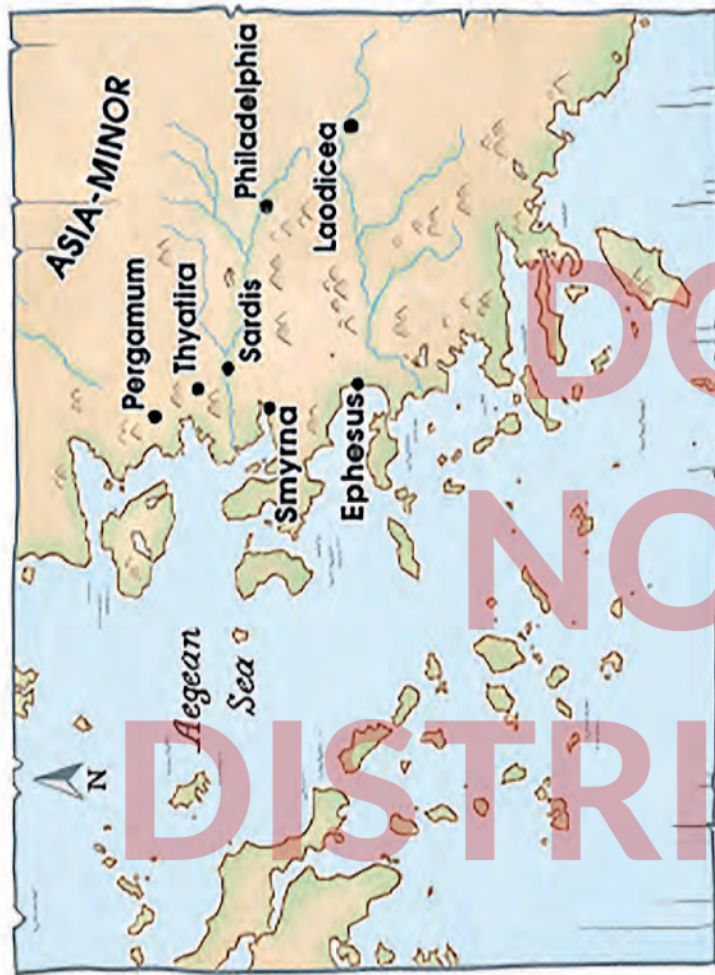 ASIA-MINOR
Pergamum
Thyatira
Sardis
Philadelphia
Smyrna
Laodicea
Ephesus
Aegean
Sea
N
DO
NO
DISTRI